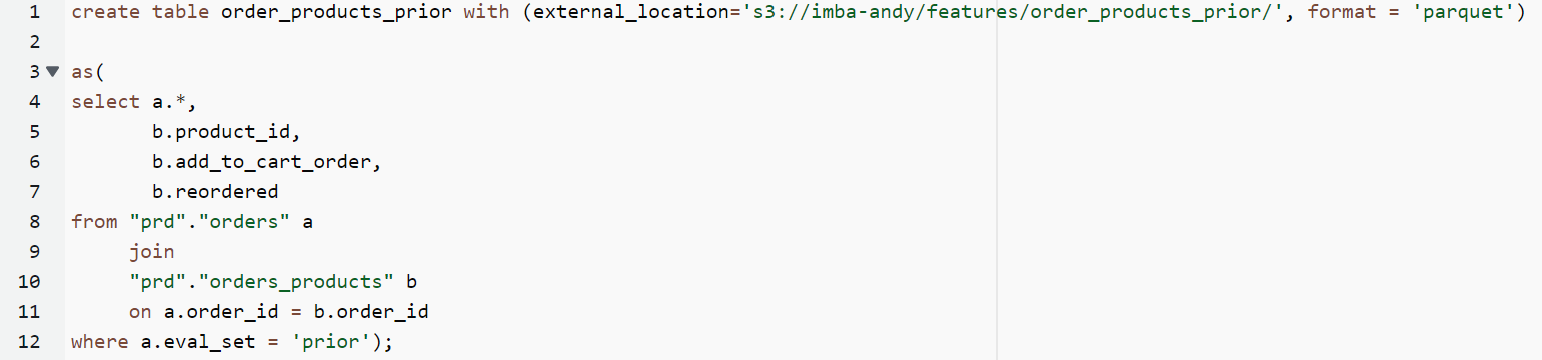 1 create table order_products_prior with (external_location='s3://imba-andy/features/order_products_prior/', format = 'parquet')
2
3 as(
4 select a.*,
5        b.product_id,
6        b.add_to_cart_order,
7        b.reordered
8 from "prd"."orders" a
9      join
10      "prd"."orders_products" b
11      on a.order_id = b.order_id
12 where a.eval_set = 'prior');